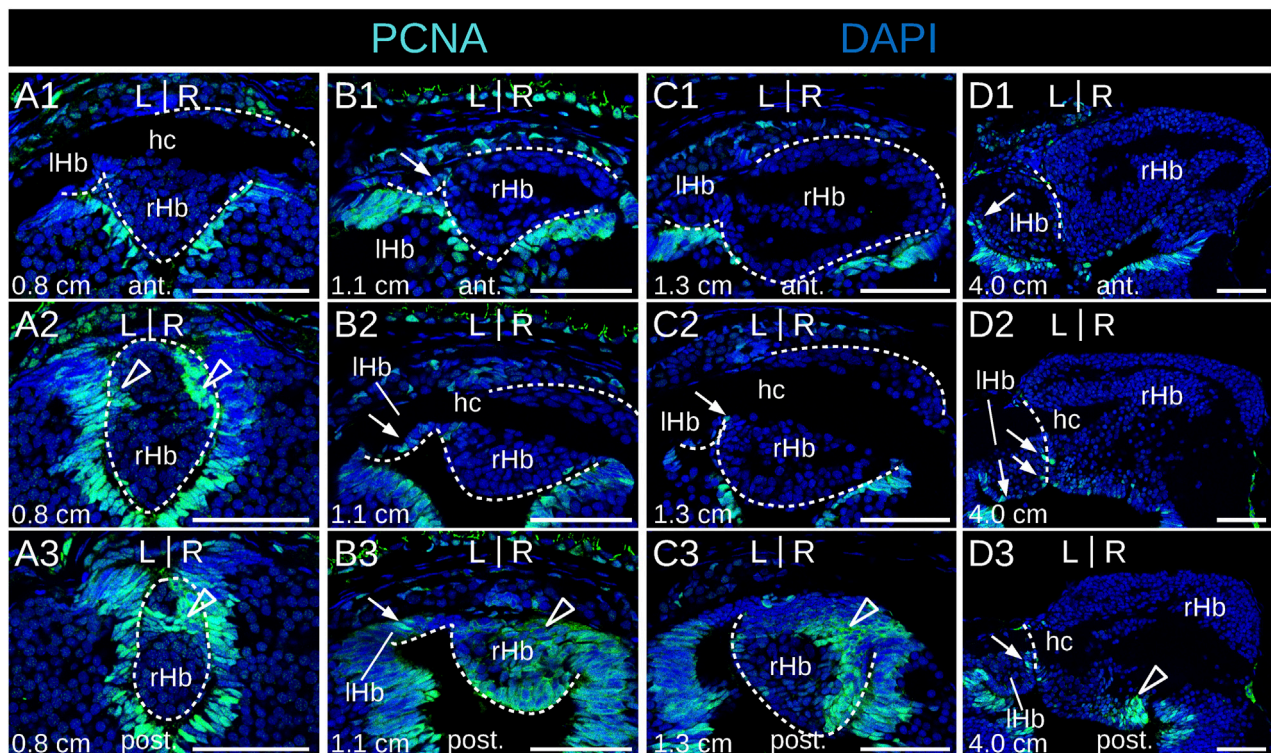 PCNA DAPI
A1 L | R
hc
lHb
rHb
0.8 cm ant.
B1 L | R
rHb
lHb
1.1 cm ant.
C1 L | R
lHb
rHb
1.3 cm ant.
D1 L | R
rHb
lHb
4.0 cm ant.
A2 L | R
rHb
0.8 cm
B2 L | R
lHb
hc
rHb
1.1 cm
C2 L | R
hc
lHb
rHb
1.3 cm
D2 L | R
lHb
rHb
hc
4.0 cm
A3 L | R
rHb
0.8 cm post.
B3 L | R
rHb
lHb
1.1 cm post.
C3 L | R
rHb
1.3 cm post.
D3 L | R
rHb
hc
lHb
4.0 cm post.